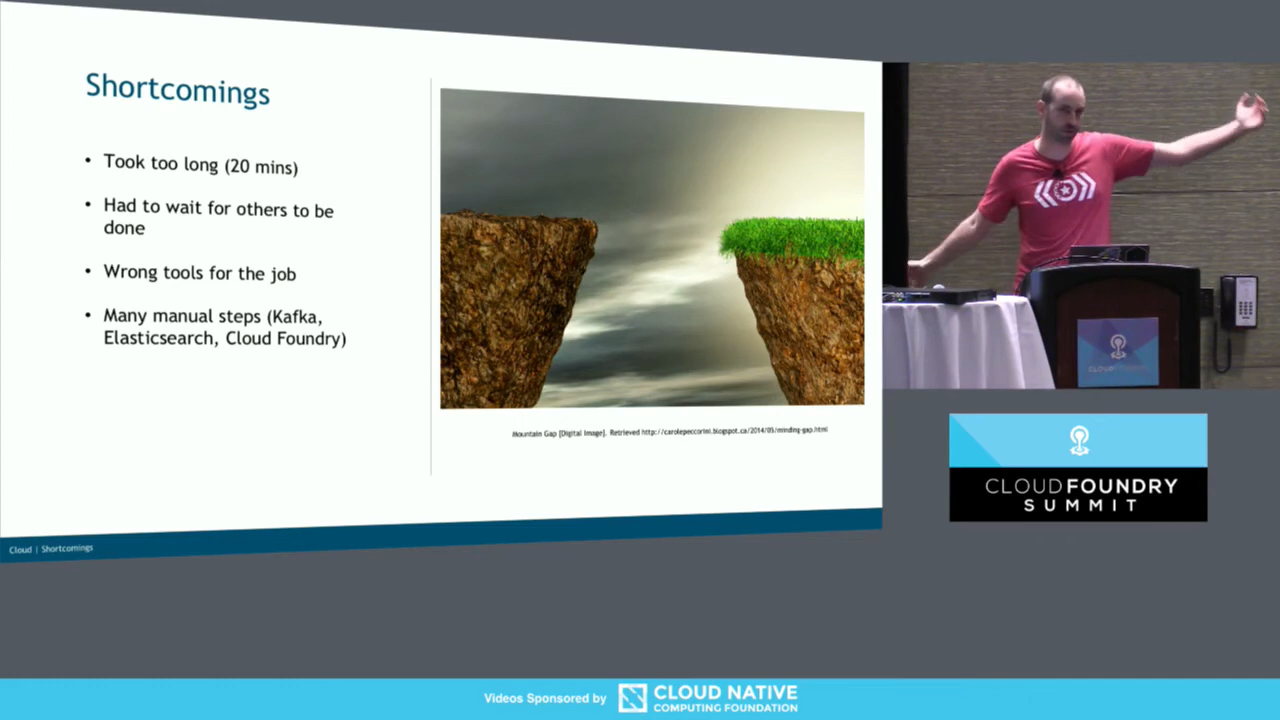 Shortcomings
• Took too long (20 mins)
• Had to wait for others to be
done
• Wrong tools for the job
• Many manual steps (Kafka,
Elasticsearch, Cloud Foundry)
Mountain Gap [Digital Image]. Retrieved http://carolepeccorini.blogspot.ca/2014/05/minding-gap.html
Cloud | Shortcomings
CLOUD FOUNDRY
CLOUD FOUNDRY
SUMMIT
Videos Sponsored by
CLOUD NATIVE
COMPUTING FOUNDATION